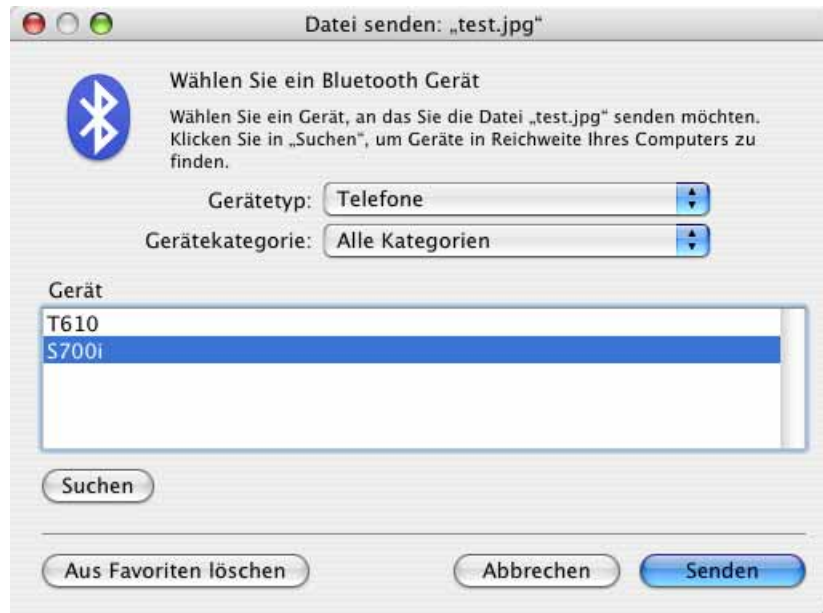 Datei senden: „test.jpg“
Wählen Sie ein Bluetooth Gerät
Wählen Sie ein Gerät, an das Sie die Datei „test.jpg“ senden möchten.
Klicken Sie in „Suchen“, um Geräte in Reichweite Ihres Computers zu
finden.
Gerätetyp: Telefone
Gerätekategorie: Alle Kategorien
Gerät
T610
S700i
Suchen
Aus Favoriten löschen Abbrechen Senden